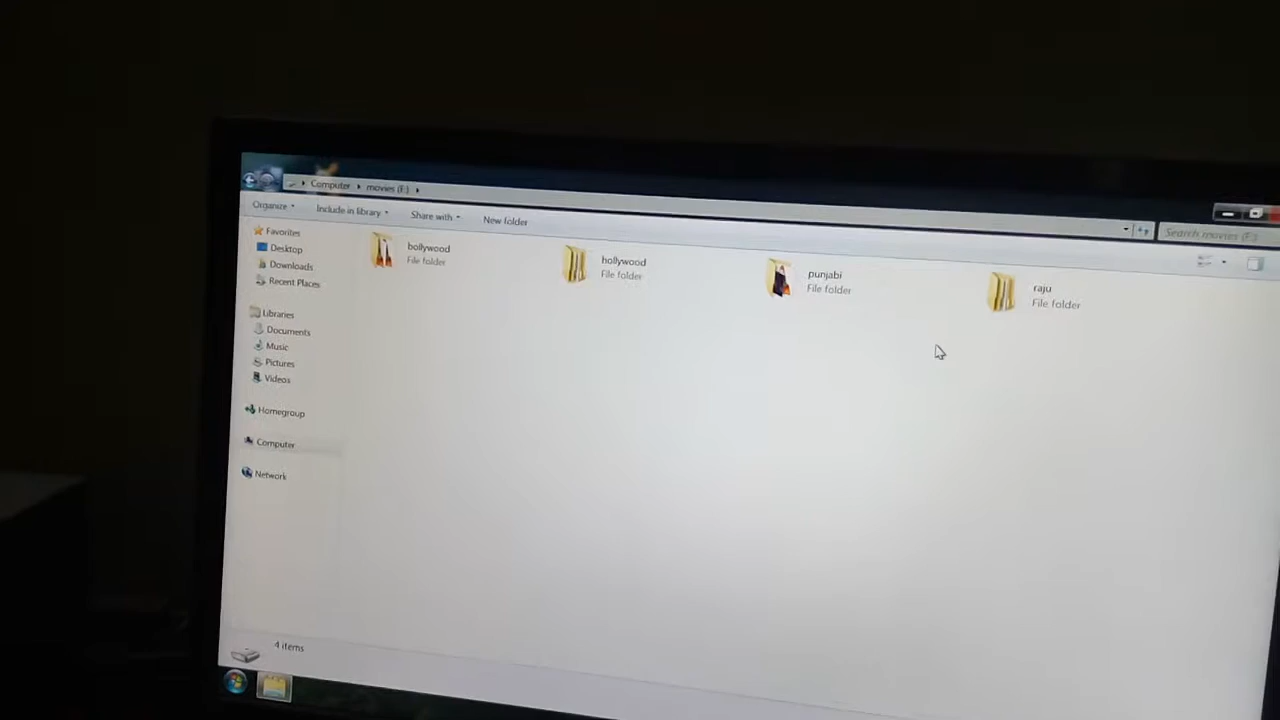 Computer movies (F:)
Search movies (F:)
Organize Include in library Share with New folder
Favorites
Desktop
Downloads
Recent Places
Libraries
Documents
Music
Pictures
Videos
Homegroup
Computer
Network
bollywood
File folder
hollywood
File folder
punjabi
File folder
raju
File folder
4 items